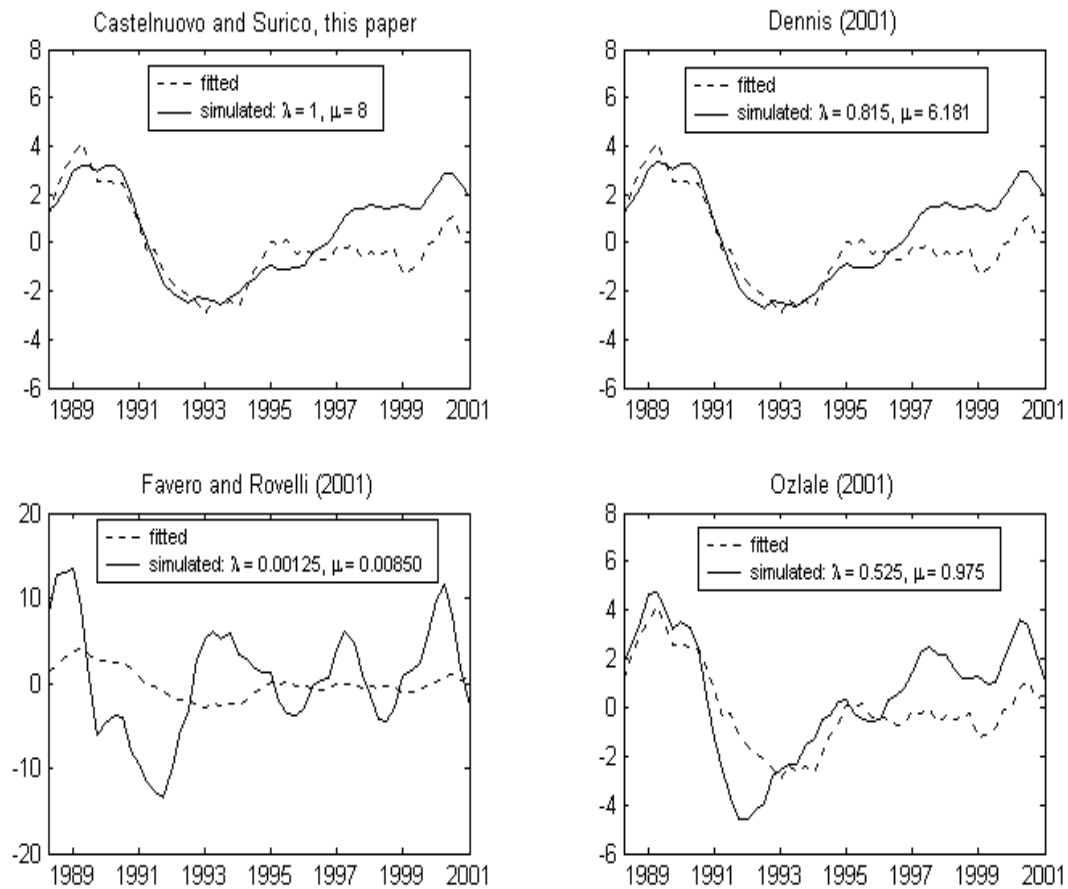 Castelnuovo and Surico, this paper
8
6
4
2
0
-2
-4
-6
fitted
simulated: λ = 1, μ = 8
1989 1991 1993 1995 1997 1999 2001
Dennis (2001)
8
6
4
2
0
-2
-4
-6
fitted
simulated: λ = 0.815, μ = 6.181
1989 1991 1993 1995 1997 1999 2001
Favero and Rovelli (2001)
20
10
0
-10
-20
fitted
simulated: λ = 0.00125, μ = 0.00850
1989 1991 1993 1995 1997 1999 2001
Ozlale (2001)
8
6
4
2
0
-2
-4
-6
fitted
simulated: λ = 0.525, μ = 0.975
1989 1991 1993 1995 1997 1999 2001